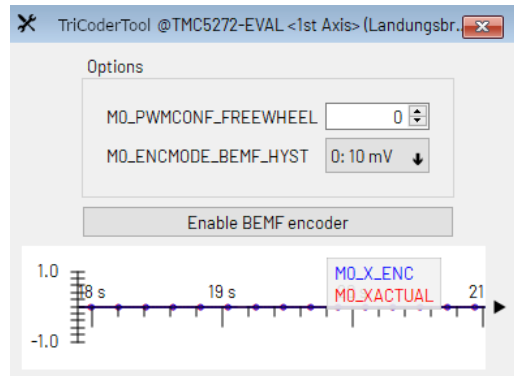 TriCoderTool @TMC5272-EVAL <1st Axis> (Landungsbr..
Options
M0_PWMCONF_FREEWHEEL 0
M0_ENCMODE_BEMF_HYST 0: 10 mV
Enable BEMF encoder
M0_X_ENC
M0_XACTUAL
1.0
8 s 19 s 21
-1.0